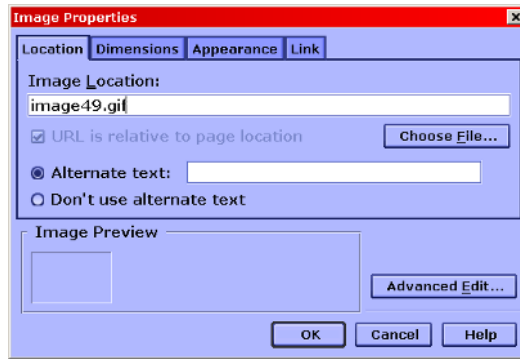 Image Properties
Location Dimensions Appearance Link
Image Location:
image49.gif
URL is relative to page location Choose File...
Alternate text:
Don't use alternate text
Image Preview
Advanced Edit...
OK Cancel Help